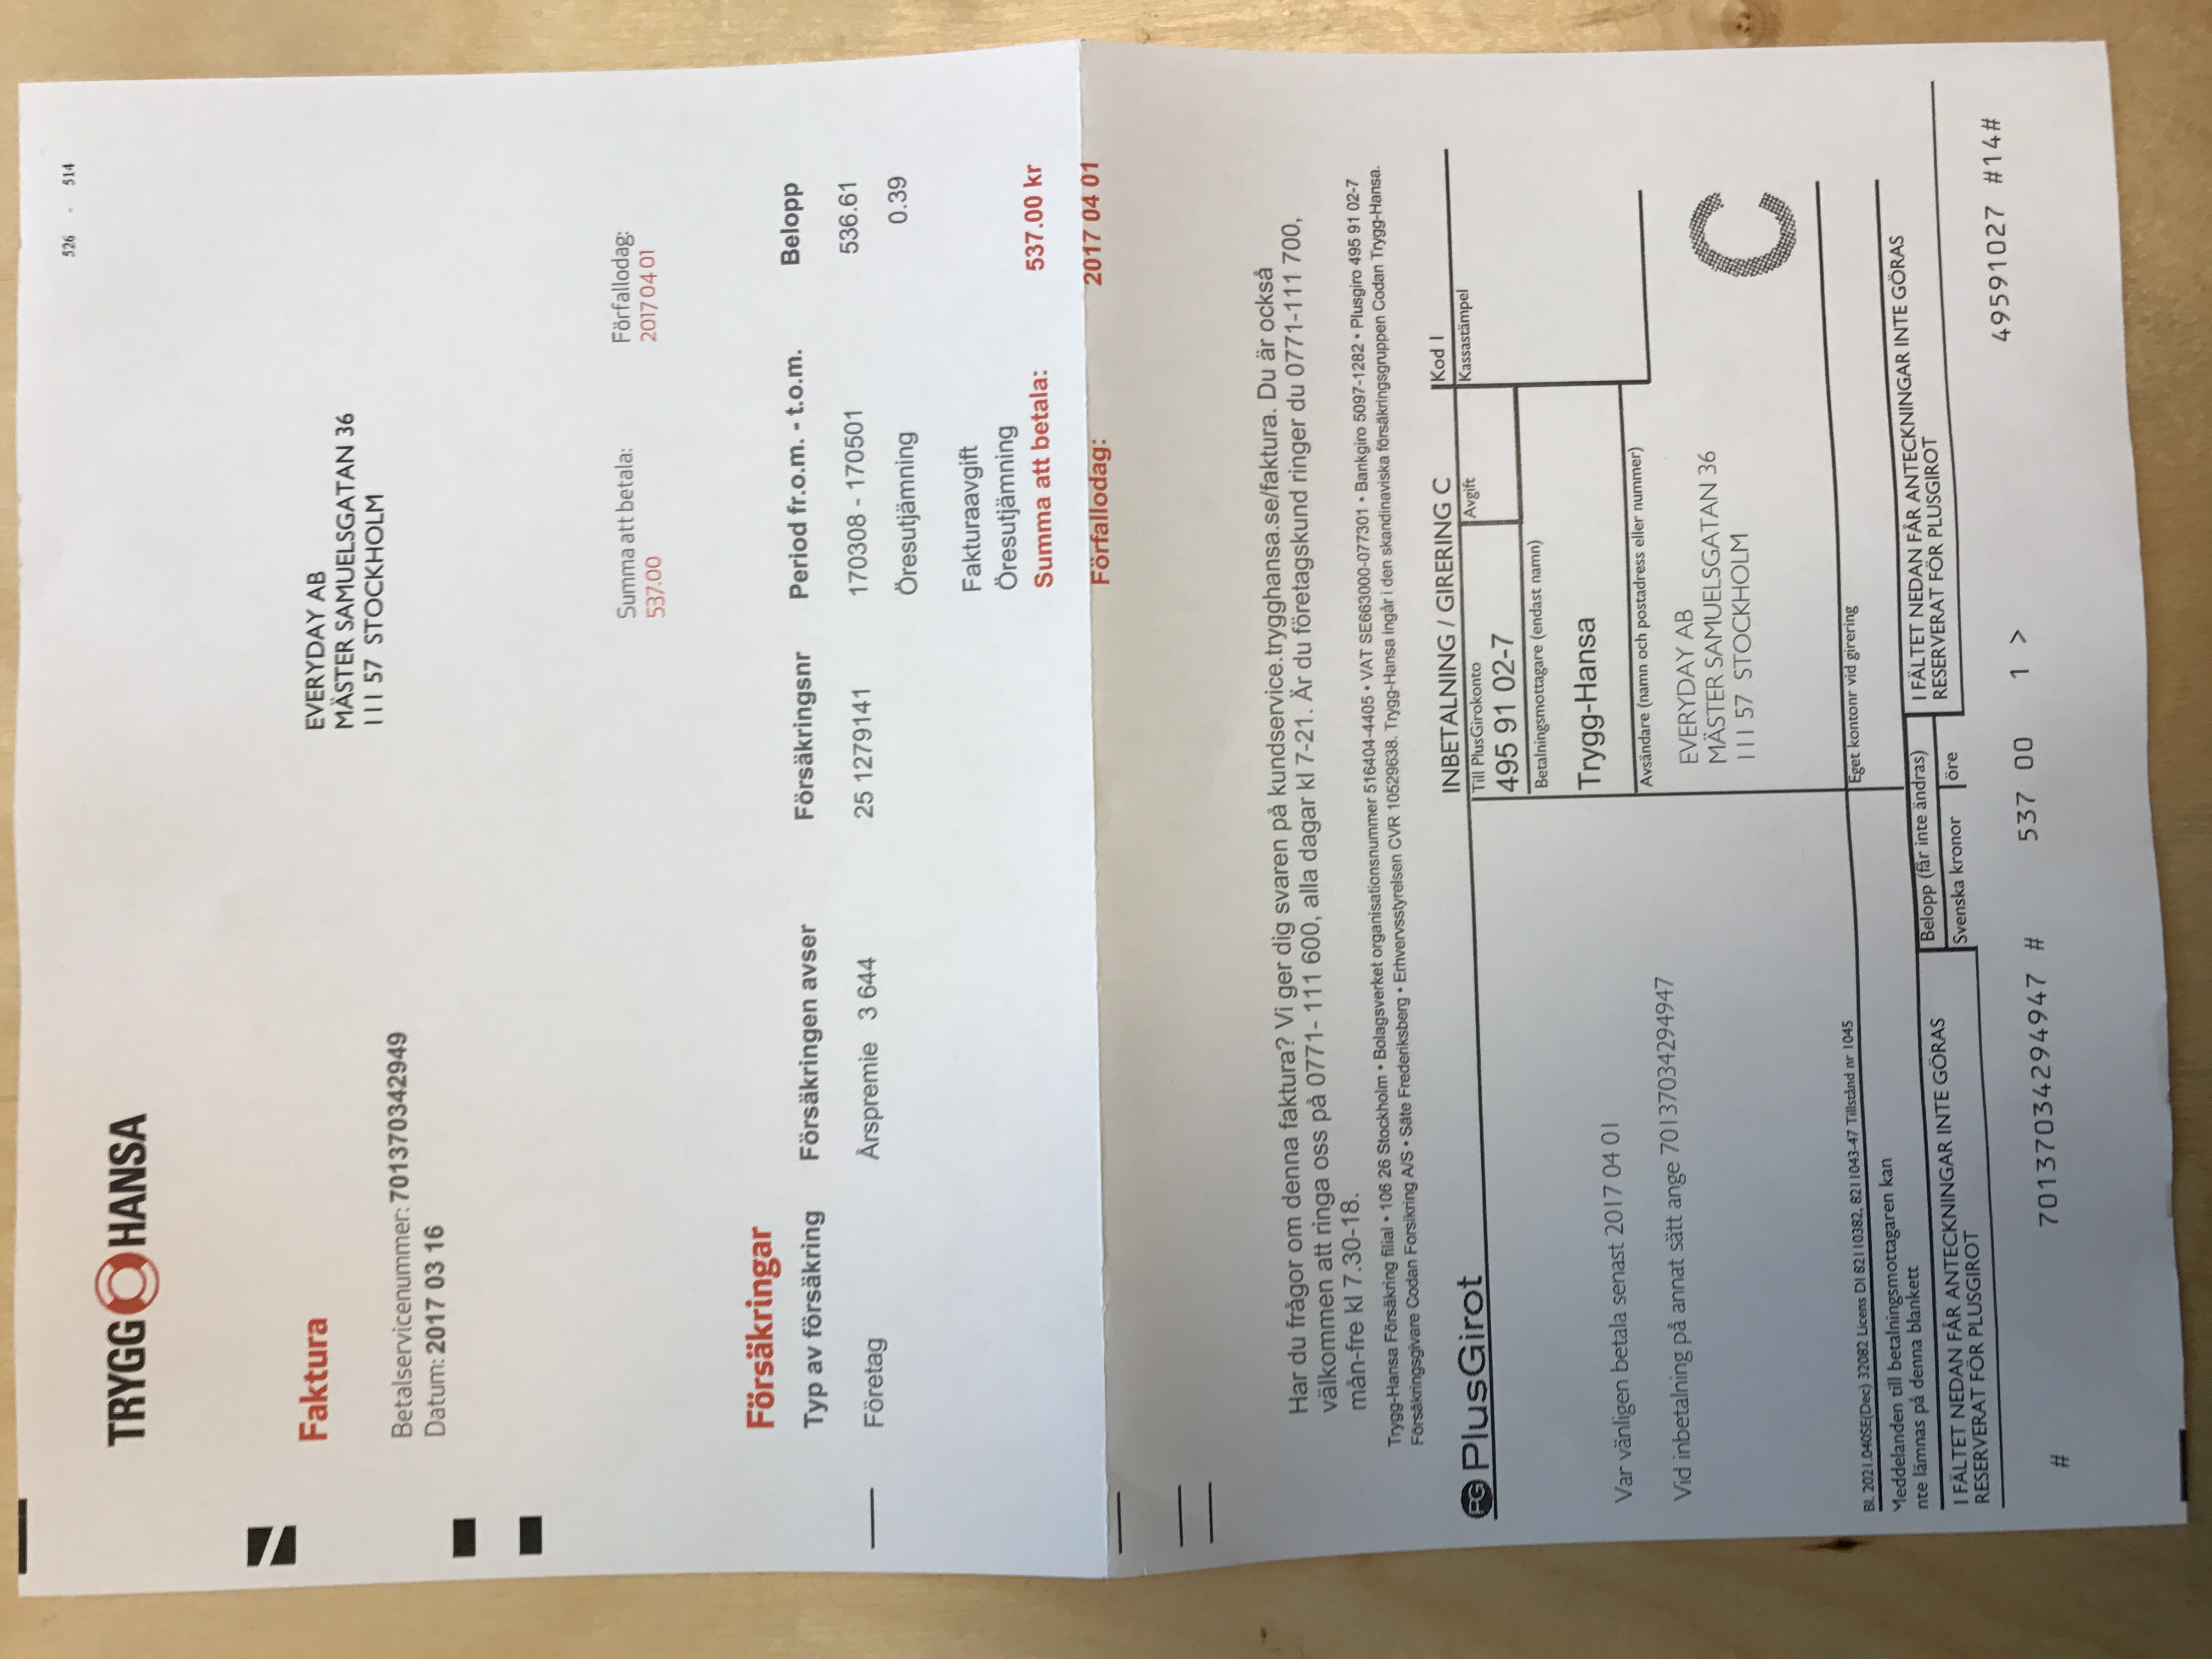 526 - 514
TRYGG HANSA
Faktura
EVERYDAY AB
MÄSTER SAMUELSGATAN 36
111 57 STOCKHOLM
Betalservicenummer: 701370342949
Datum: 2017 03 16
Summa att betala: Förfallodag:
537.00 2017 04 01
Försäkringar
Typ av försäkring Försäkringen avser Försäkringsnr Period fr.o.m. - t.o.m. Belopp
Företag Årspremie 3 644 25 1279141 170308 - 170501 536.61
Öresutjämning 0.39
Fakturaavgift
Öresutjämning
Summa att betala: 537.00 kr
Förfallodag: 2017 04 01
Har du frågor om denna faktura? Vi ger dig svaren på kundservice.trygghansa.se/faktura. Du är också
välkommen att ringa oss på 0771- 111 600, alla dagar kl 7-21. Är du företagskund ringer du 0771-111 700,
mån-fre kl 7.30-18.
Trygg-Hansa Försäkring filial • 106 26 Stockholm • Bolagsverket organisationsnummer 516404-4405 • VAT SE663000-077301 • Bankgiro 5097-1282 • Plusgiro 495 91 02-7
Försäkringsgivare Codan Forsikring A/S • Säte Frederiksberg • Erhvervsstyrelsen CVR 10529638. Trygg-Hansa ingår i den skandinaviska försäkringsgruppen Codan Trygg-Hansa.
PG PlusGirot
INBETALNING / GIRERING C
Kod 1
Till PlusGirokonto Avgift Kassastämpel
495 91 02-7
Betalningsmottagare (endast namn)
Trygg-Hansa
Var vänligen betala senast 2017 04 01
Avsändare (namn och postadress eller nummer)
Vid inbetalning på annat sätt ange 70137034294947
EVERYDAY AB
MÄSTER SAMUELSGATAN 36
111 57 STOCKHOLM
C
Bl. 2021.040SE(Dec) 32082 Licens DI 82110382, 8211043-47 Tillstånd nr 1045
Eget kontonr vid girering
Meddelanden till betalningsmottagaren kan
nte lämnas på denna blankett
I FÄLTET NEDAN FÅR ANTECKNINGAR INTE GÖRAS
RESERVERAT FÖR PLUSGIROT
Belopp (får inte ändras)
Svenska kronor öre
I FÄLTET NEDAN FÅR ANTECKNINGAR INTE GÖRAS
RESERVERAT FÖR PLUSGIROT
# 70137034294947 # 537 00 1 > 49591027 #14#